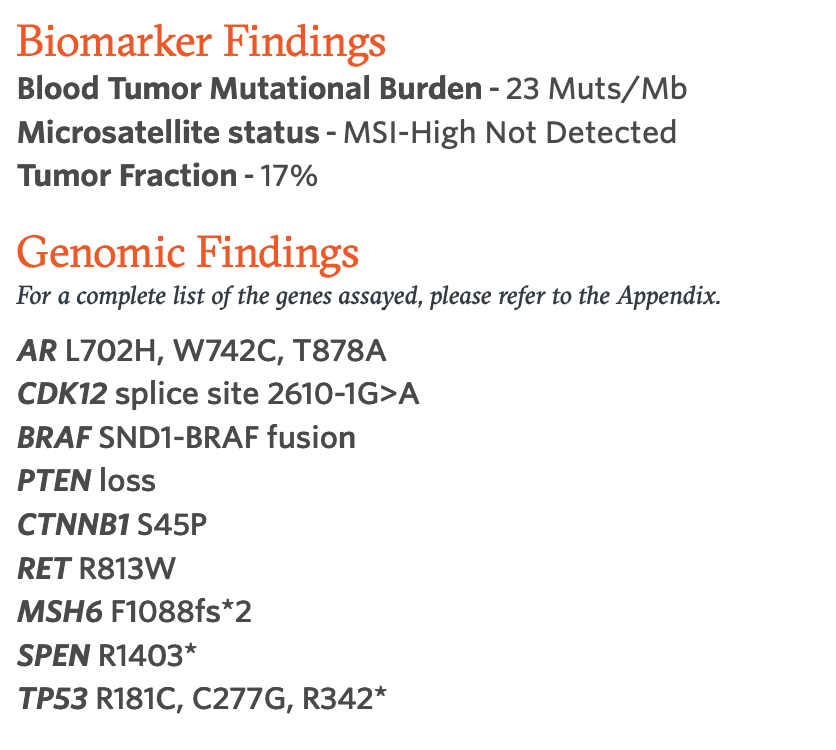 Biomarker Findings
Blood Tumor Mutational Burden - 23 Muts/Mb
Microsatellite status - MSI-High Not Detected
Tumor Fraction - 17%
Genomic Findings
For a complete list of the genes assayed, please refer to the Appendix.
AR L702H, W742C, T878A
CDK12 splice site 2610-1G>A
BRAF SND1-BRAF fusion
PTEN loss
CTNNB1 S45P
RET R813W
MSH6 F1088fs*2
SPEN R1403*
TP53 R181C, C277G, R342*